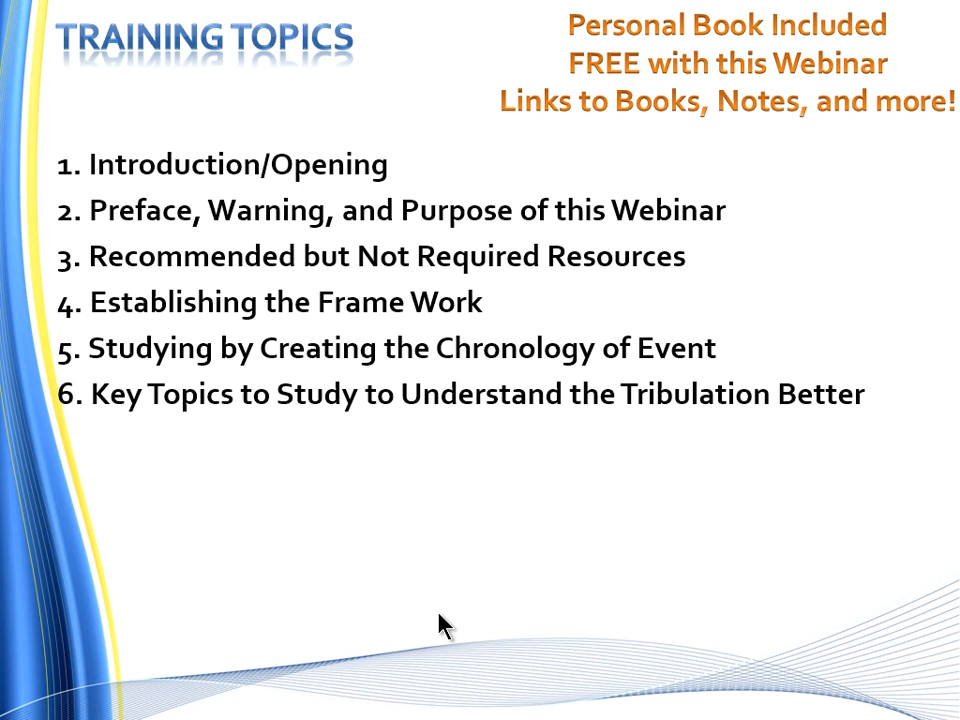 TRAINING TOPICS
Personal Book Included
FREE with this Webinar
Links to Books, Notes, and more!
1. Introduction/Opening
2. Preface, Warning, and Purpose of this Webinar
3. Recommended but Not Required Resources
4. Establishing the Frame Work
5. Studying by Creating the Chronology of Event
6. Key Topics to Study to Understand the Tribulation Better